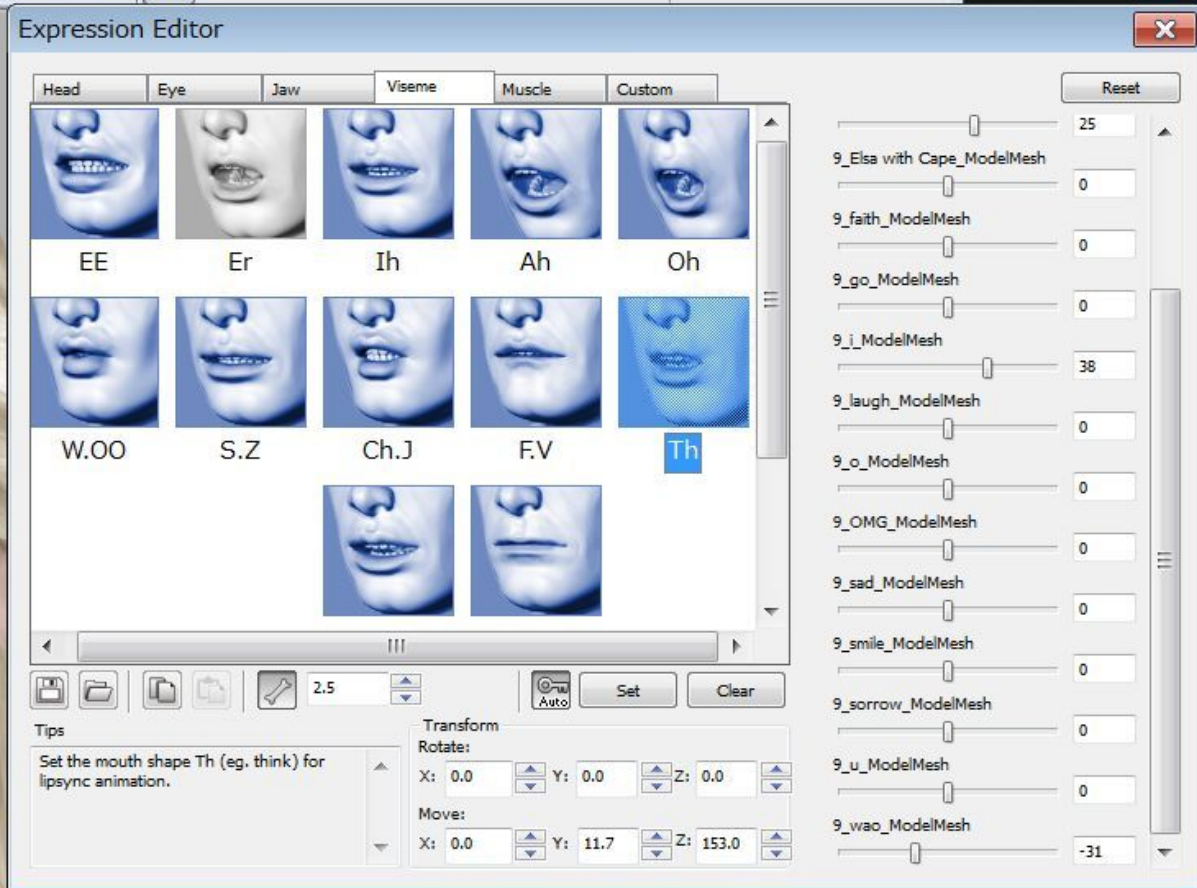 Expression Editor
Head Eye Jaw Viseme Muscle Custom
Reset
EE Er Ih Ah Oh
W.OO S.Z Ch.J F.V Th
2.5
Auto
Set
Clear
Tips
Set the mouth shape Th (eg. think) for
lipsync animation.
Transform
Rotate:
X: 0.0 Y: 0.0 Z: 0.0
Move:
X: 0.0 Y: 11.7 Z: 153.0
25
9_Elsa with Cape_ModelMesh
0
9_faith_ModelMesh
0
9_go_ModelMesh
0
9_i_ModelMesh
38
9_laugh_ModelMesh
0
9_o_ModelMesh
0
9_OMG_ModelMesh
0
9_sad_ModelMesh
0
9_smile_ModelMesh
0
9_sorrow_ModelMesh
0
9_u_ModelMesh
0
9_wao_ModelMesh
-31